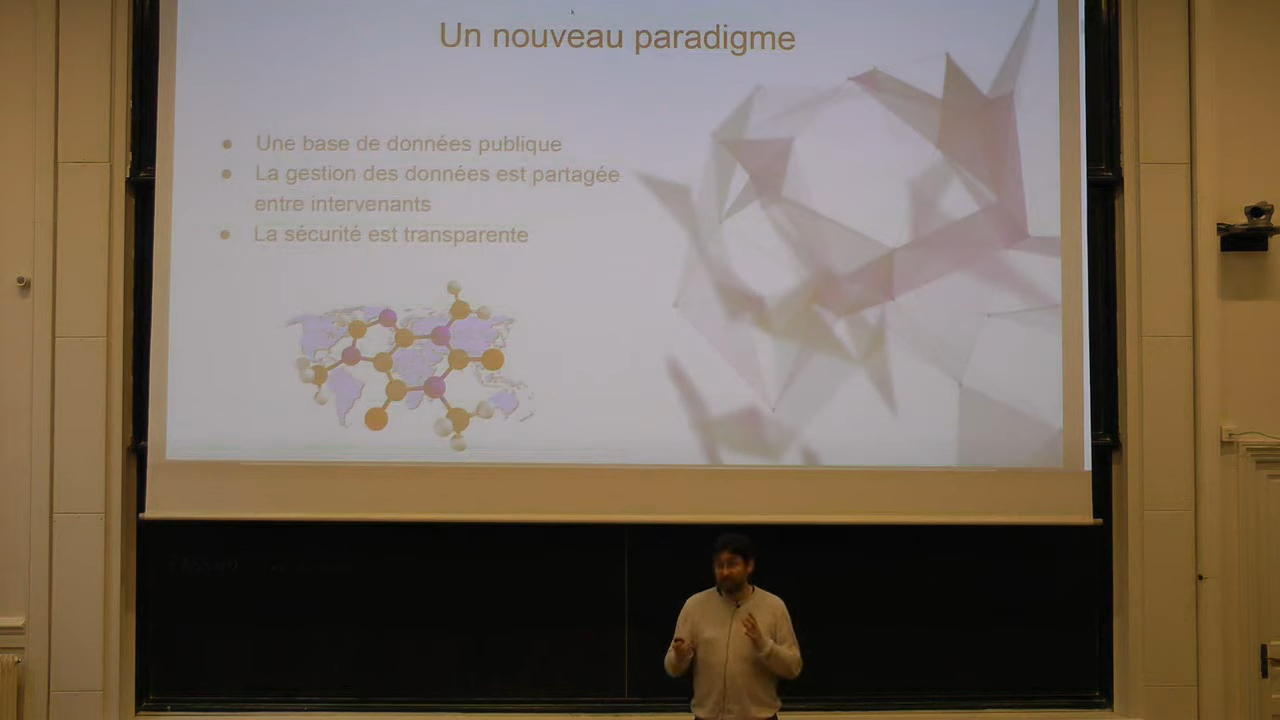 Un nouveau paradigme
● Une base de données publique
● La gestion des données est partagée
entre intervenants
● La sécurité est transparente